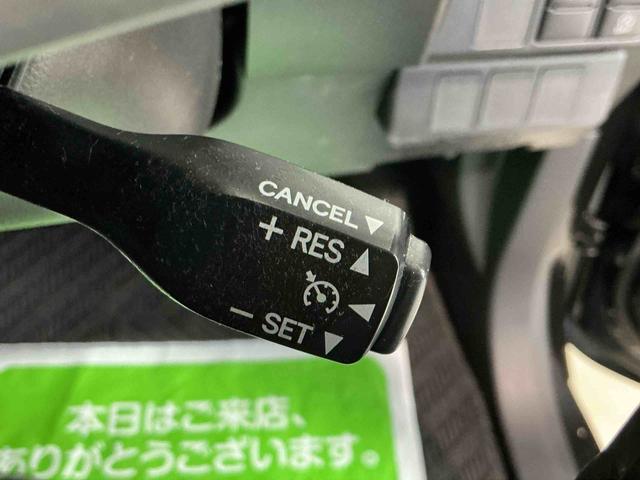 CANCEL ▼
+ RES ▲
◀
− SET ▼
本日はご来店、
ありがとうございます。